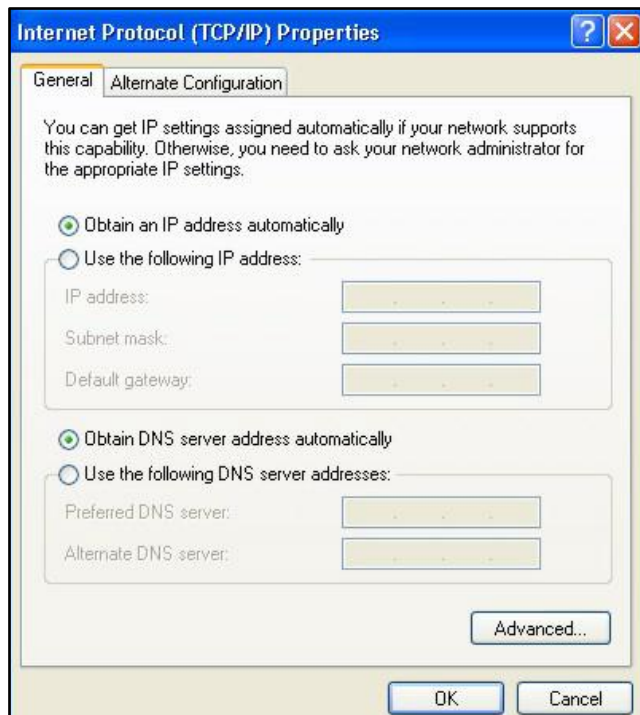 Internet Protocol (TCP/IP) Properties
General
Alternate Configuration
You can get IP settings assigned automatically if your network supports
this capability. Otherwise, you need to ask your network administrator for
the appropriate IP settings.
Obtain an IP address automatically
Use the following IP address:
IP address:
Subnet mask:
Default gateway:
Obtain DNS server address automatically
Use the following DNS server addresses:
Preferred DNS server:
Alternate DNS server:
Advanced...
OK
Cancel